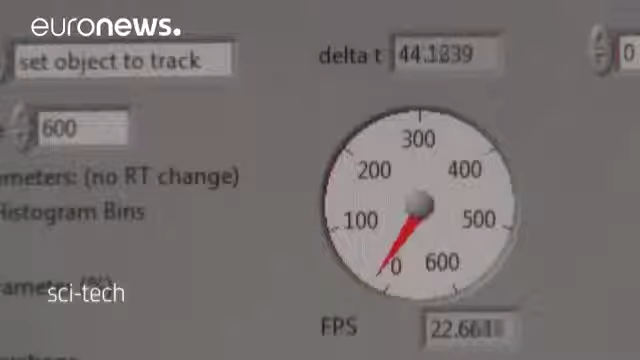 euronews.
set object to track
delta t 44.1839
0
600
ameters: (no RT change)
Histogram Bins
300
200 400
100 500
0 600
sci-tech
FPS